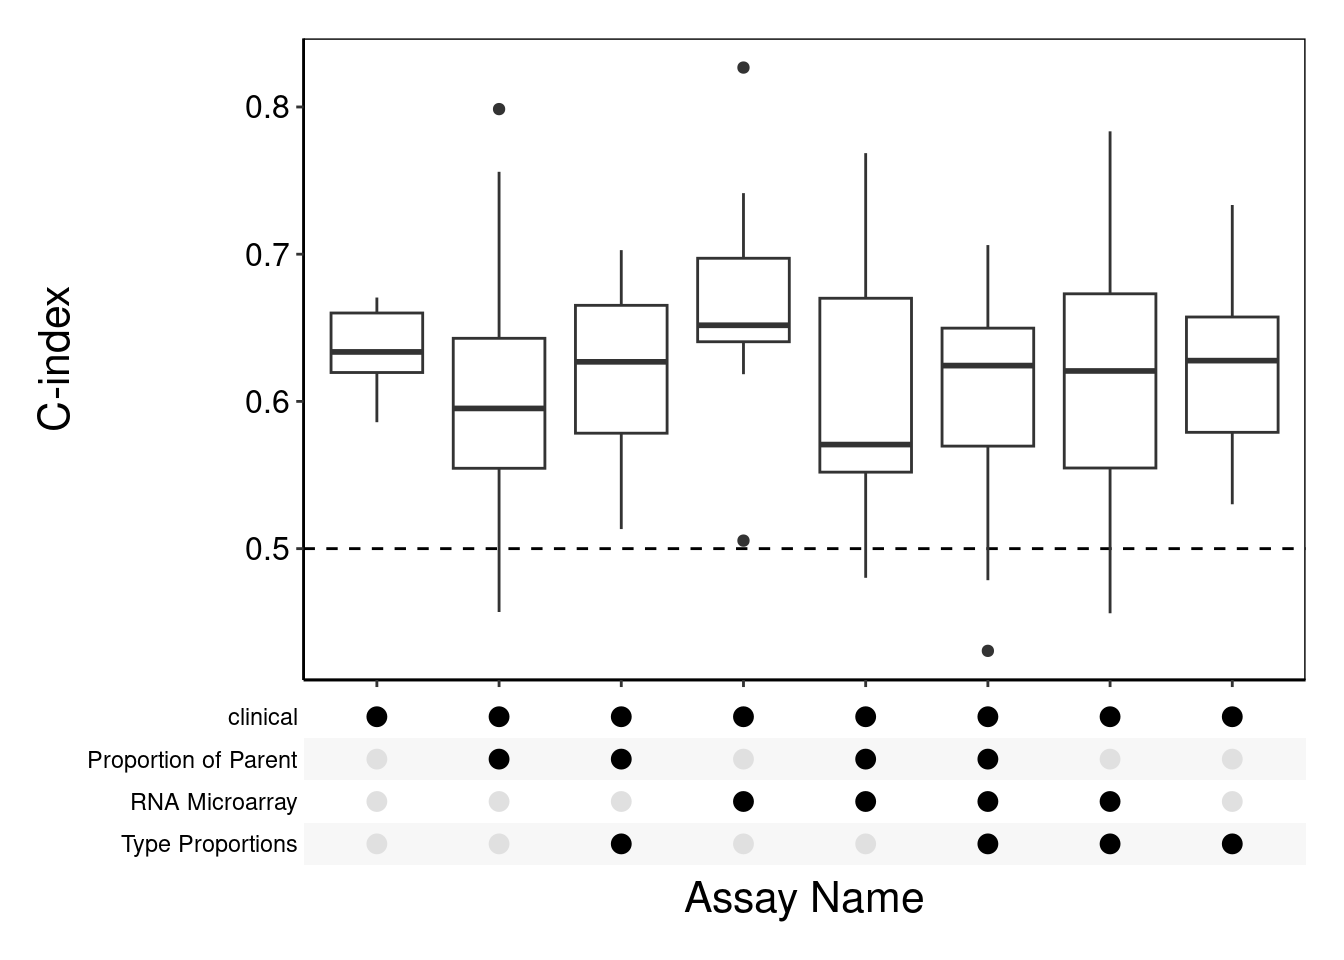 C-index
0.8
0.7
0.6
0.5
clinical
Proportion of Parent
RNA Microarray
Type Proportions
Assay Name